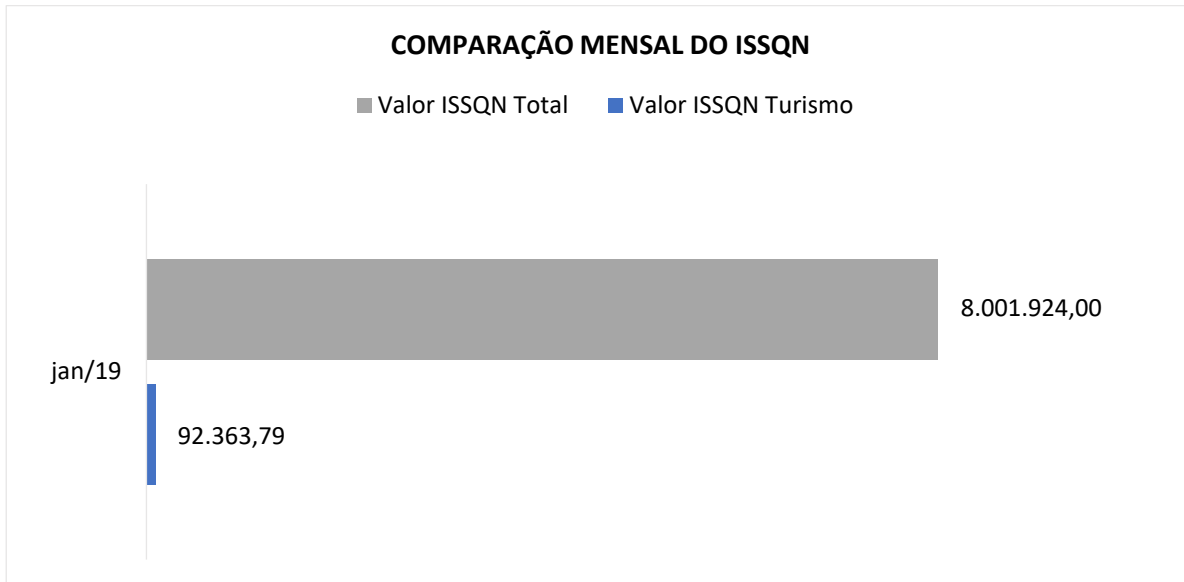 COMPARAÇÃO MENSAL DO ISSQN
Valor ISSQN Total Valor ISSQN Turismo
8.001.924,00
jan/19
92.363,79